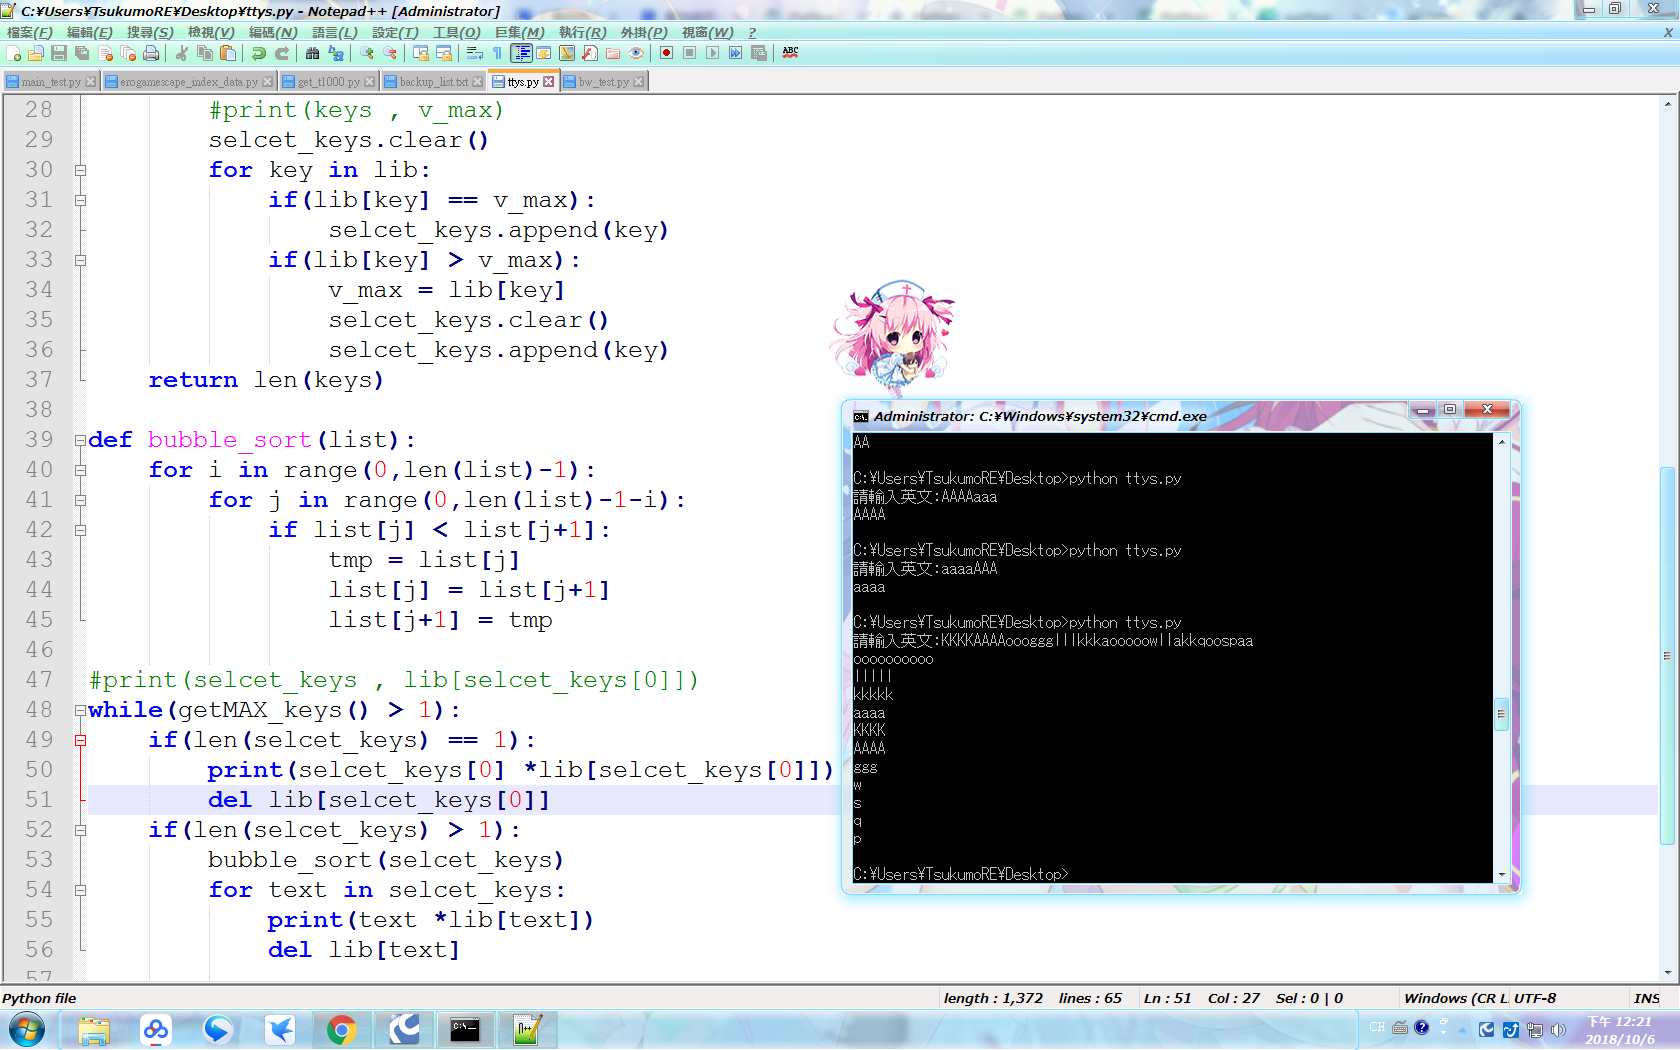 C:¥Users¥TsukumoRE¥Desktop¥ttys.py - Notepad++ [Administrator]
檔案(F) 編輯(E) 搜尋(S) 檢視(V) 編碼(N) 語言(L) 設定(T) 工具(O) 巨集(M) 執行(R) 外掛(P) 視窗(W) ? X
ABC
main_test.py erogamescape_index_data.py get_t1000.py backup_list.txt ttys.py bw_test.py
28 #print(keys , v_max)
29 selcet_keys.clear()
30 for key in lib:
31 if(lib[key] == v_max):
32 selcet_keys.append(key)
33 if(lib[key] > v_max):
34 v_max = lib[key]
35 selcet_keys.clear()
36 selcet_keys.append(key)
37 return len(keys)
38
39 def bubble_sort(list):
40 for i in range(0,len(list)-1):
41 for j in range(0,len(list)-1-i):
42 if list[j] < list[j+1]:
43 tmp = list[j]
44 list[j] = list[j+1]
45 list[j+1] = tmp
46
47 #print(selcet_keys , lib[selcet_keys[0]])
48 while(getMAX_keys() > 1):
49 if(len(selcet_keys) == 1):
50 print(selcet_keys[0] *lib[selcet_keys[0]])
51 del lib[selcet_keys[0]]
52 if(len(selcet_keys) > 1):
53 bubble_sort(selcet_keys)
54 for text in selcet_keys:
55 print(text *lib[text])
56 del lib[text]
57
Administrator: C:¥Windows¥system32¥cmd.exe
AA
C:¥Users¥TsukumoRE¥Desktop>python ttys.py
請輸入英文:AAAAaaa
AAAA
C:¥Users¥TsukumoRE¥Desktop>python ttys.py
請輸入英文:aaaaAAA
aaaa
C:¥Users¥TsukumoRE¥Desktop>python ttys.py
請輸入英文:KKKKAAAAoooggglllkkkaooooowllakkqoospaa
oooooooooo
lllll
kkkkk
aaaa
KKKK
AAAA
ggg
w
s
q
p
C:¥Users¥TsukumoRE¥Desktop>
Python file length : 1,372 lines : 65 Ln : 51 Col : 27 Sel : 0 | 0 Windows (CR L UTF-8 INS
CH 下午 12:21
2018/10/6